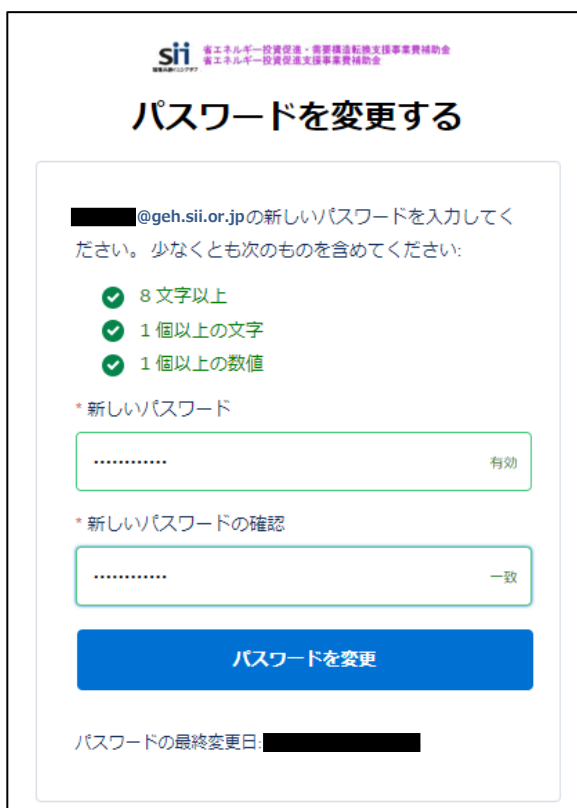 sii 省エネルギー投資促進・需要構造転換支援事業費補助金
省エネルギー投資促進支援事業費補助金
パスワードを変更する
@geh.sii.or.jpの新しいパスワードを入力してく
ださい。 少なくとも次のものを含めてください:
8 文字以上
1 個以上の文字
1 個以上の数値
* 新しいパスワード
............ 有効
* 新しいパスワードの確認
............ 一致
パスワードを変更
パスワードの最終変更日: